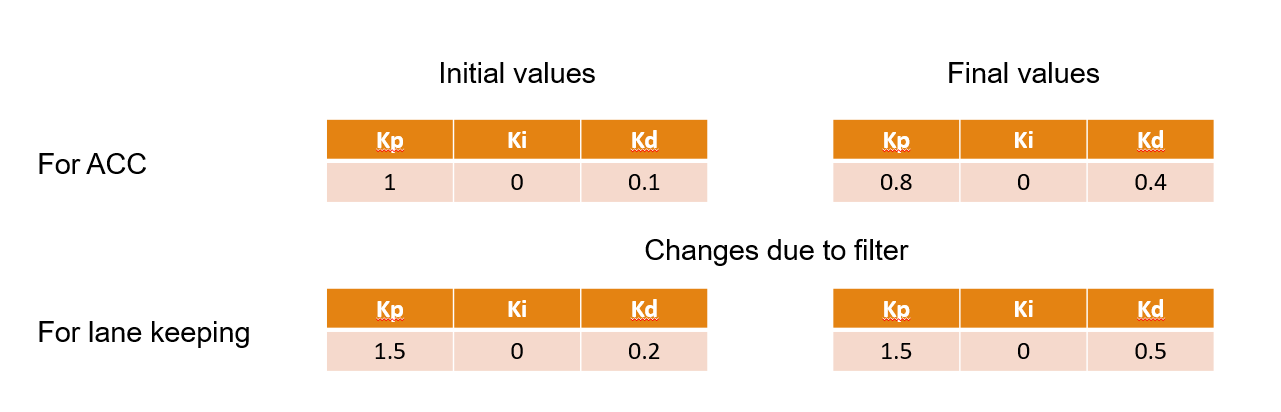 Initial values Final values
For ACC
Kp Ki Kd Kp Ki Kd
1 0 0.1 0.8 0 0.4
Changes due to filter
For lane keeping
Kp Ki Kd Kp Ki Kd
1.5 0 0.2 1.5 0 0.5